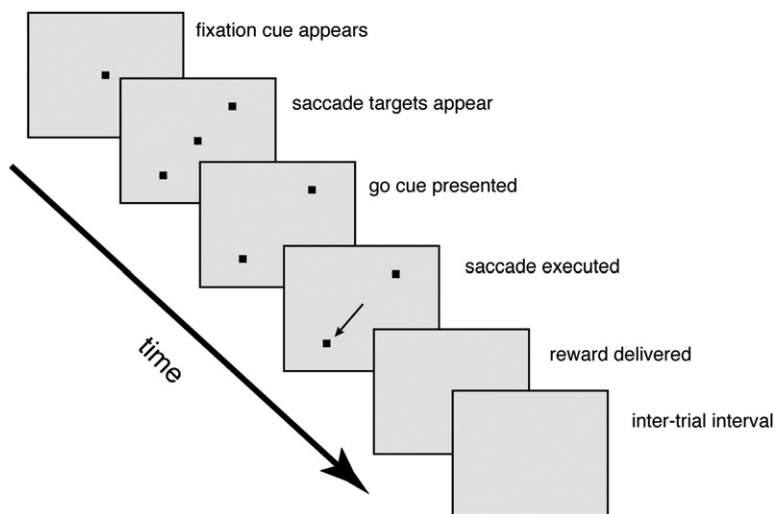 fixation cue appears
saccade targets appear
go cue presented
saccade executed
reward delivered
inter-trial interval
time